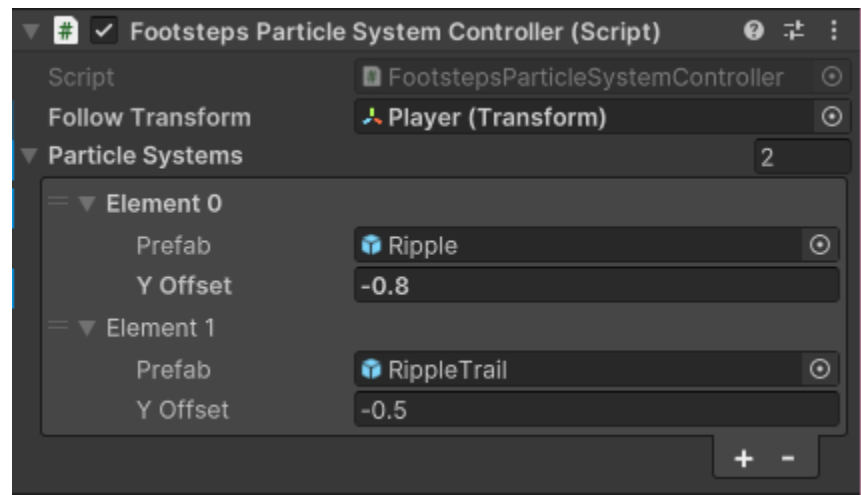 # Footsteps Particle System Controller (Script)
Script # FootstepsParticleSystemController
Follow Transform Player (Transform)
Particle Systems 2
Element 0
Prefab Ripple
Y Offset -0.8
Element 1
Prefab RippleTrail
Y Offset -0.5
+ -